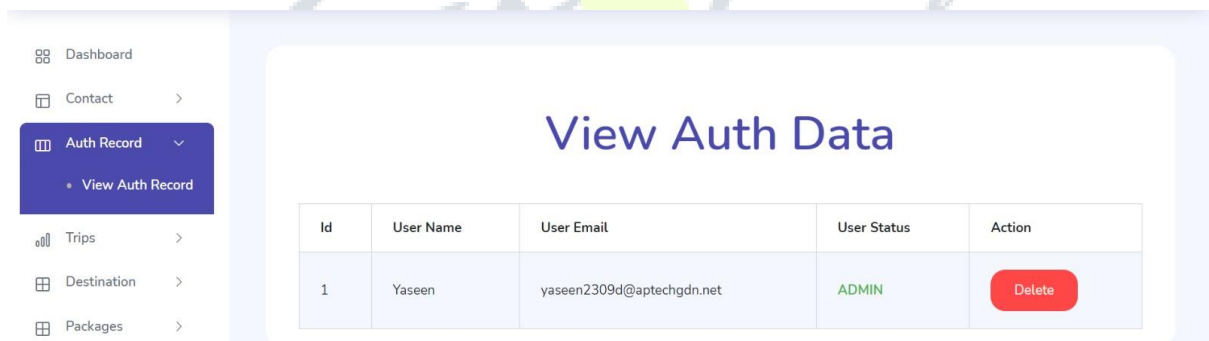 Dashboard
Contact
Auth Record
View Auth Record
Trips
Destination
Packages
View Auth Data
Id User Name User Email User Status Action
1 Yaseen yaseen2309d@aptechgdn.net ADMIN Delete